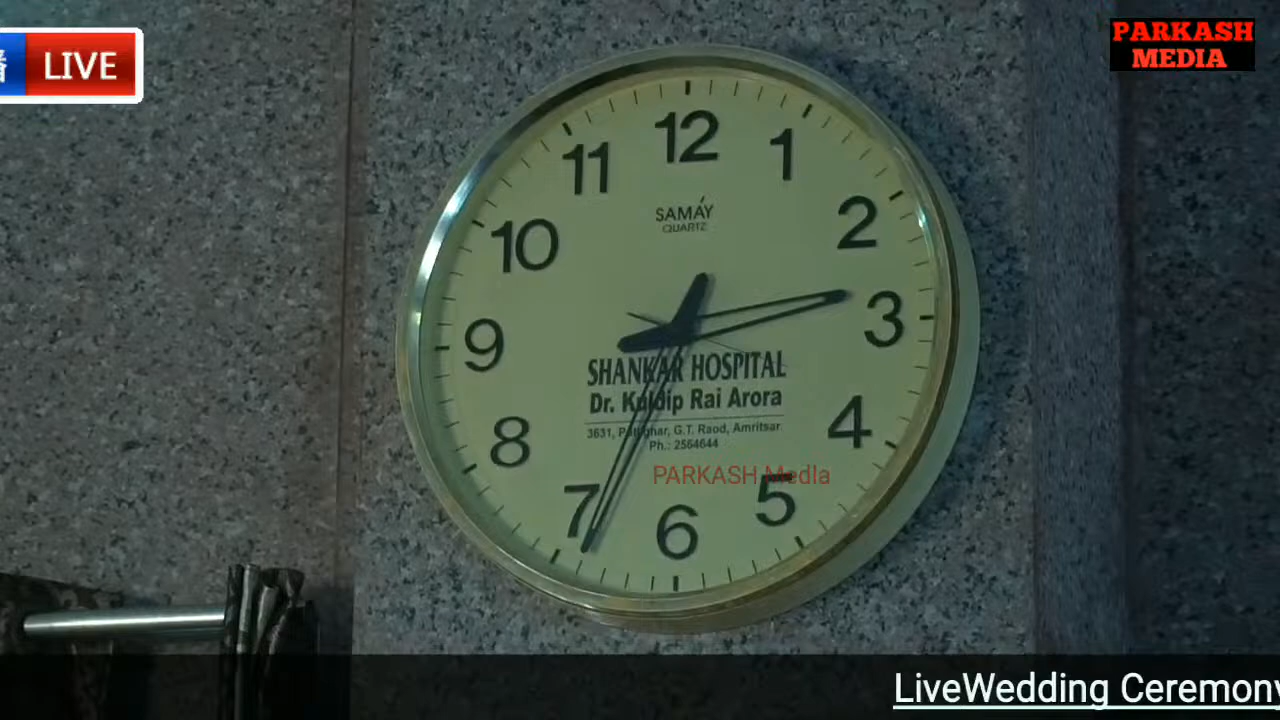 LIVE
PARKASH
MEDIA
12
11
1
10
2
SAMAY
QUARTZ
9
3
SHANKAR HOSPITAL
Dr. Kuldip Rai Arora
3631, Putlighar, G.T. Raod, Amritsar
Ph.: 2564644
8
4
PARKASH Media
7
5
6
LiveWedding Ceremony